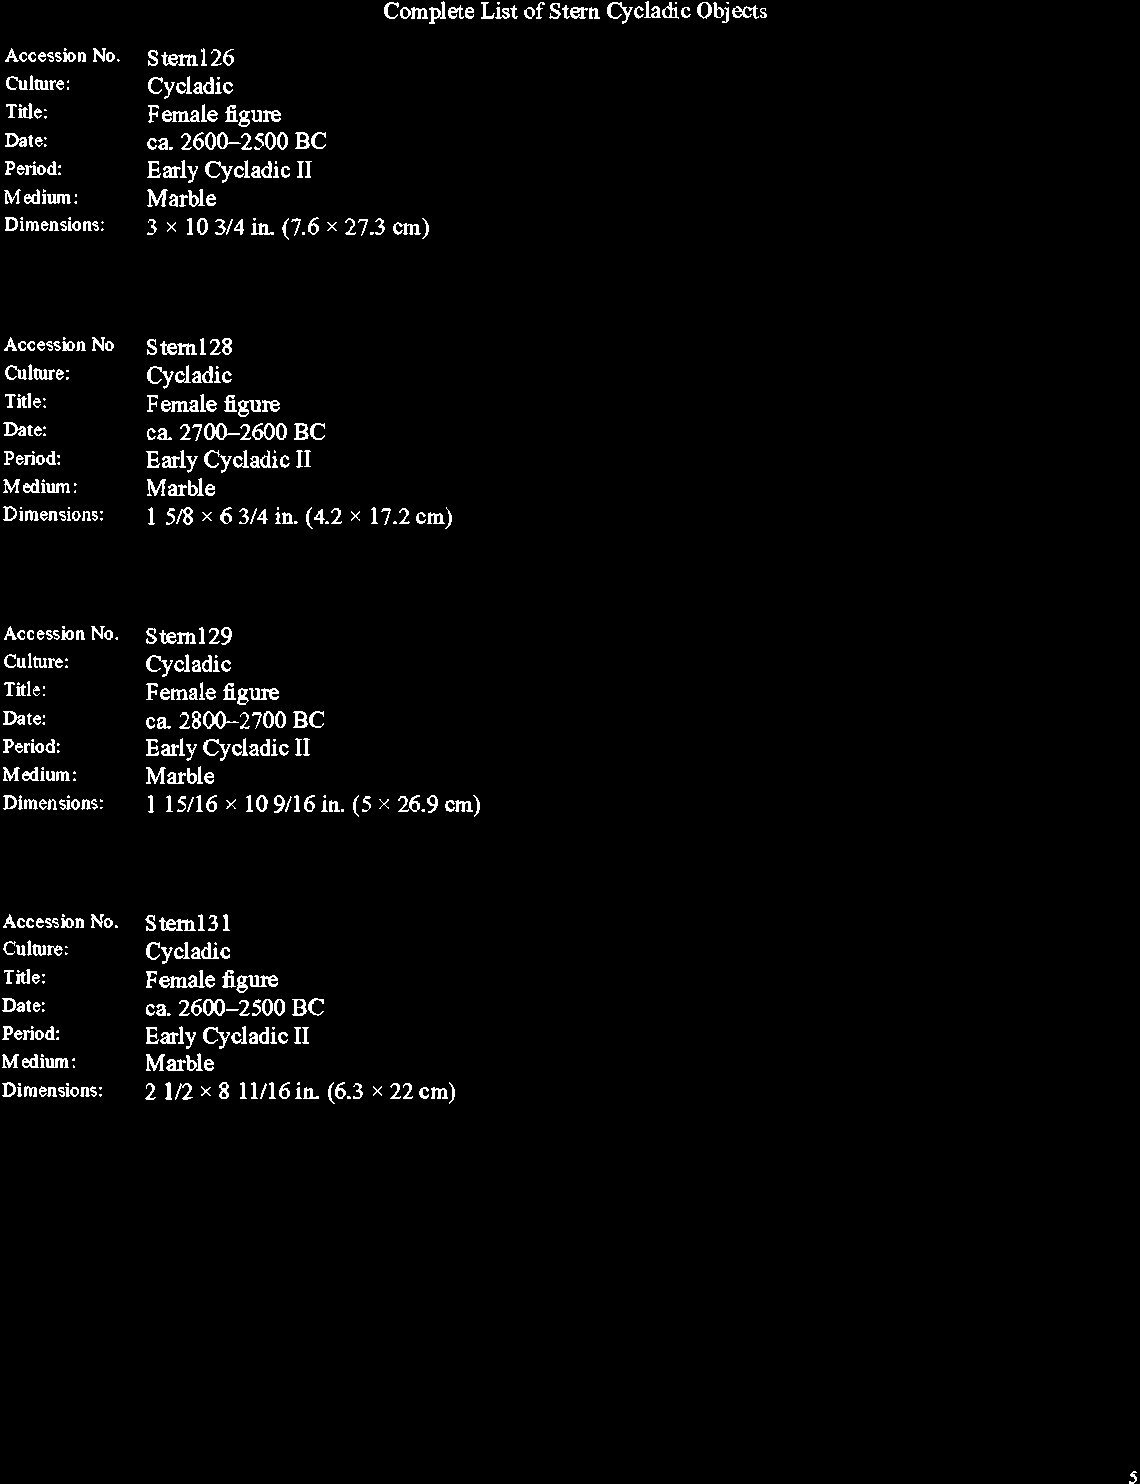 Complete List of Stern Cycladic Objects
Accession No. Stern126
Culture: Cycladic
Title: Female figure
Date: ca. 2600–2500 BC
Period: Early Cycladic II
Medium: Marble
Dimensions: 3 × 10 3/4 in. (7.6 × 27.3 cm)
Accession No Stern128
Culture: Cycladic
Title: Female figure
Date: ca. 2700–2600 BC
Period: Early Cycladic II
Medium: Marble
Dimensions: 1 5/8 × 6 3/4 in. (4.2 × 17.2 cm)
Accession No. Stern129
Culture: Cycladic
Title: Female figure
Date: ca. 2800–2700 BC
Period: Early Cycladic II
Medium: Marble
Dimensions: 1 15/16 × 10 9/16 in. (5 × 26.9 cm)
Accession No. Stern131
Culture: Cycladic
Title: Female figure
Date: ca. 2600–2500 BC
Period: Early Cycladic II
Medium: Marble
Dimensions: 2 1/2 × 8 11/16 in. (6.3 × 22 cm)
5